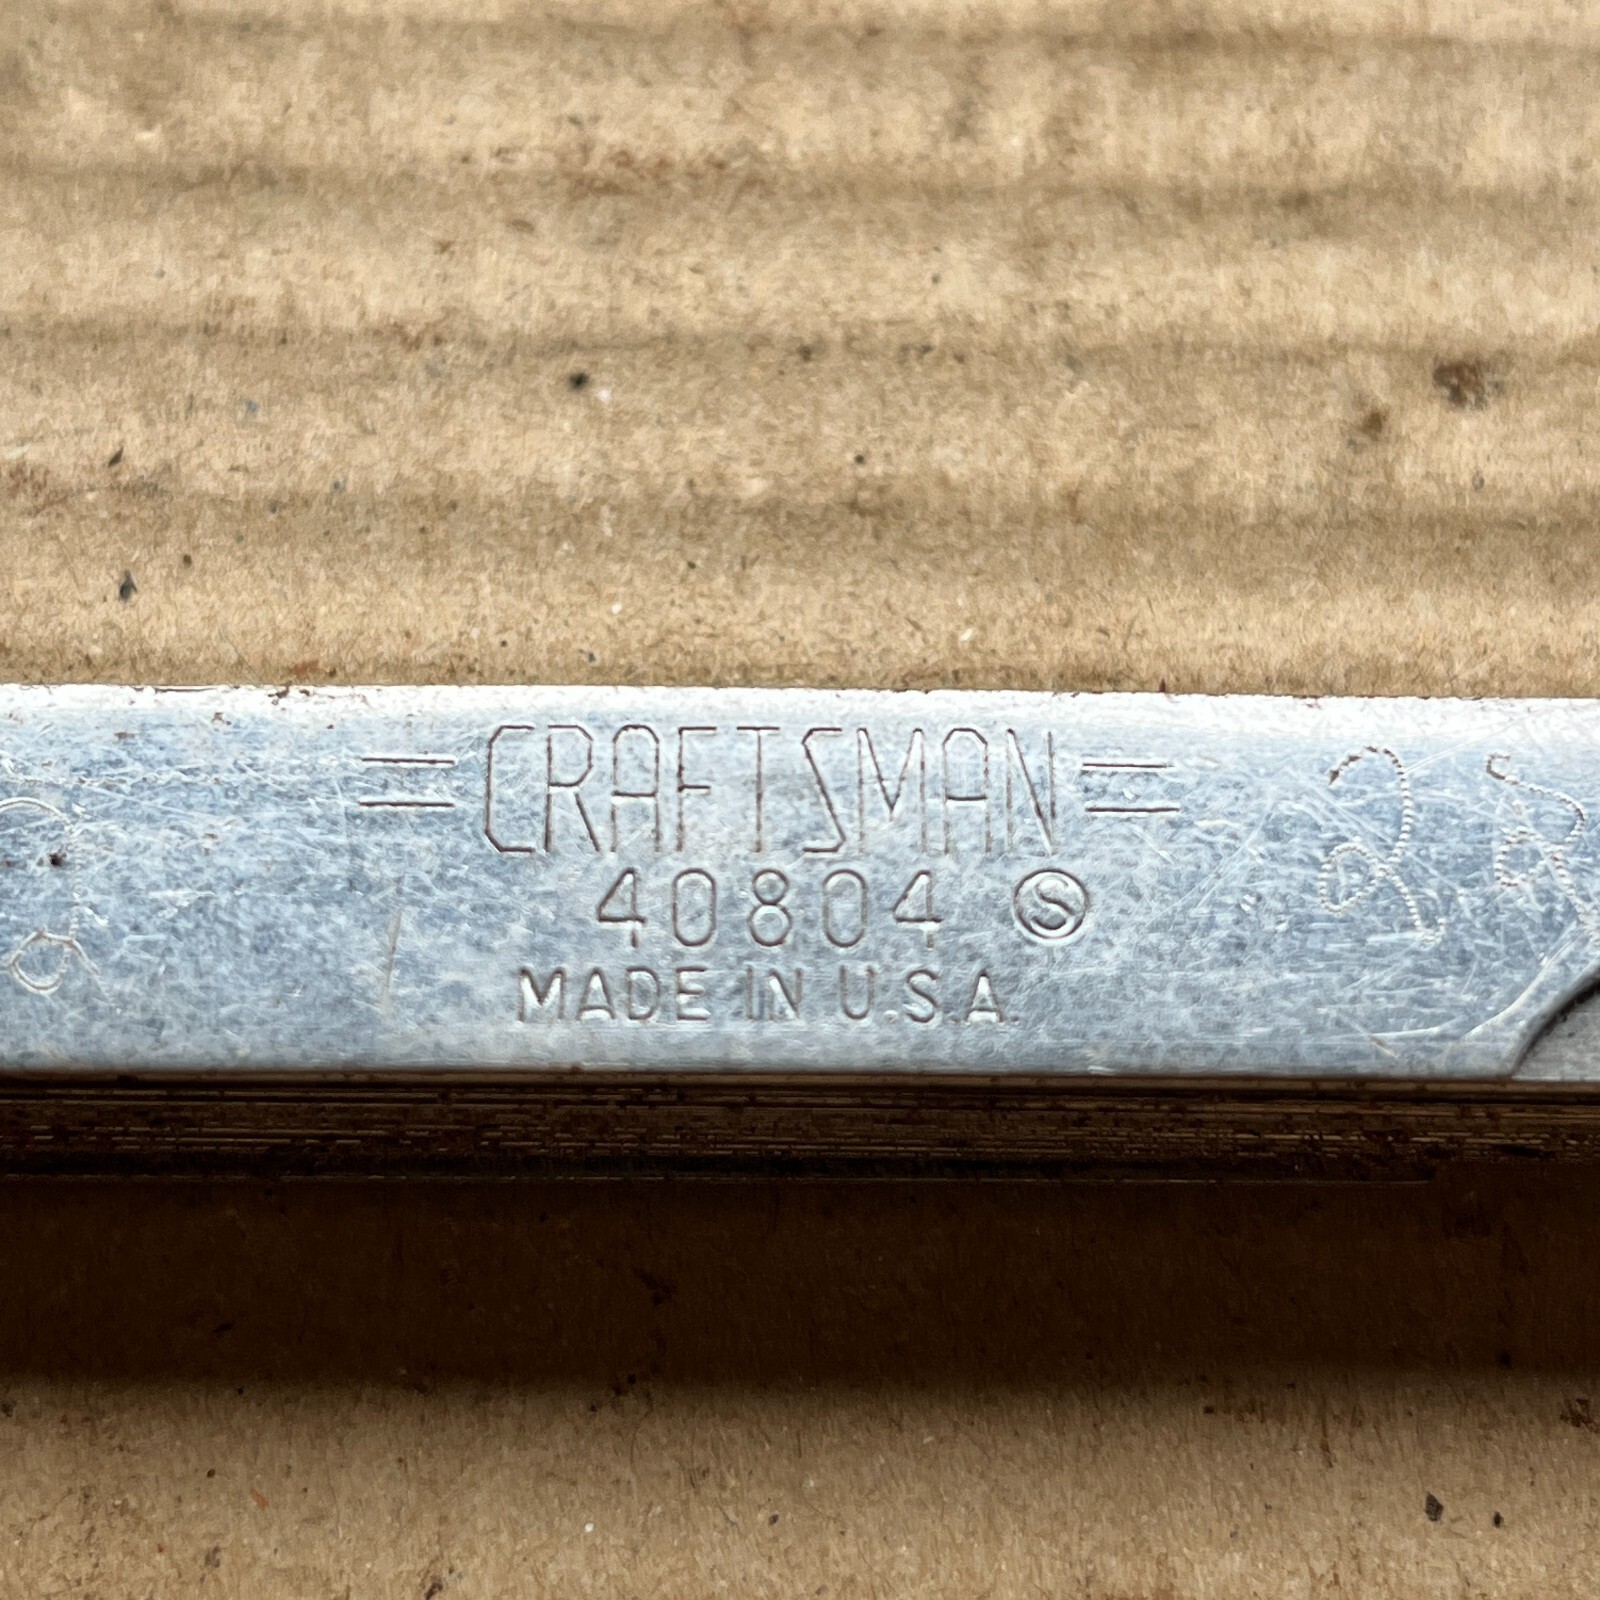 =CRAFTSMAN=
40804 Ⓢ
MADE IN U.S.A.